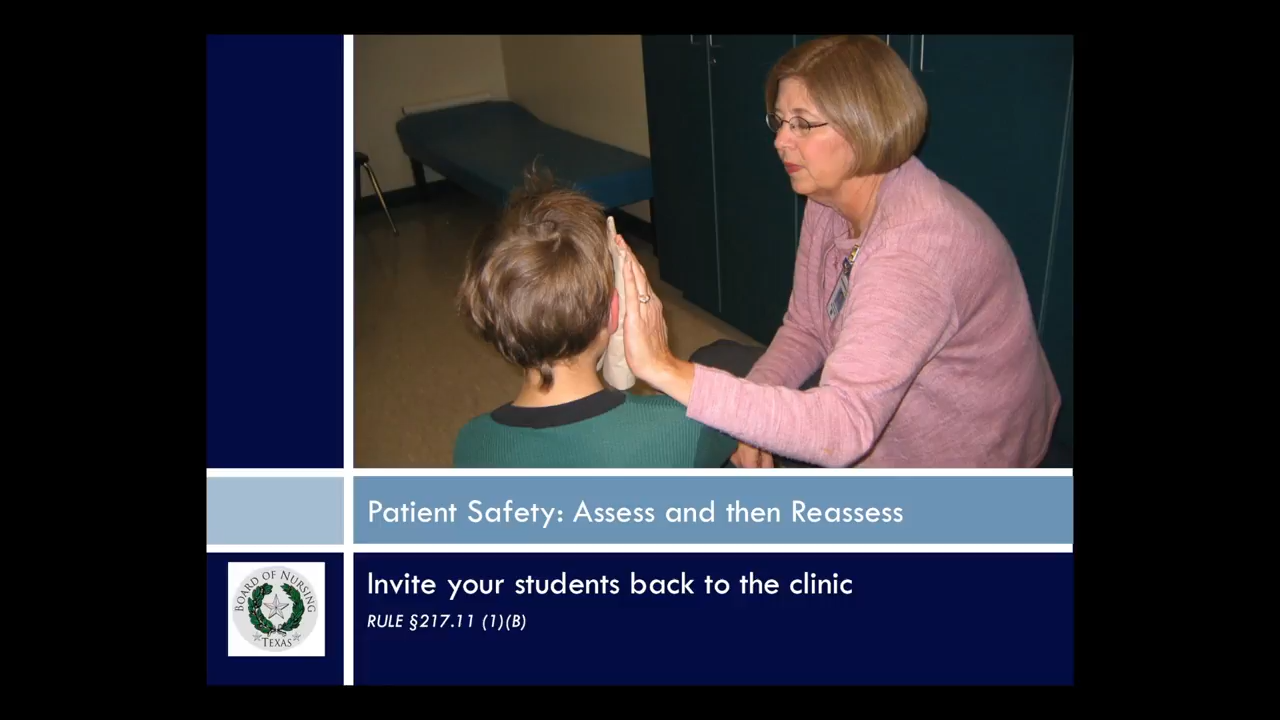 Patient Safety: Assess and then Reassess
Invite your students back to the clinic
RULE §217.11 (1)(B)
BOARD OF NURSING
TEXAS